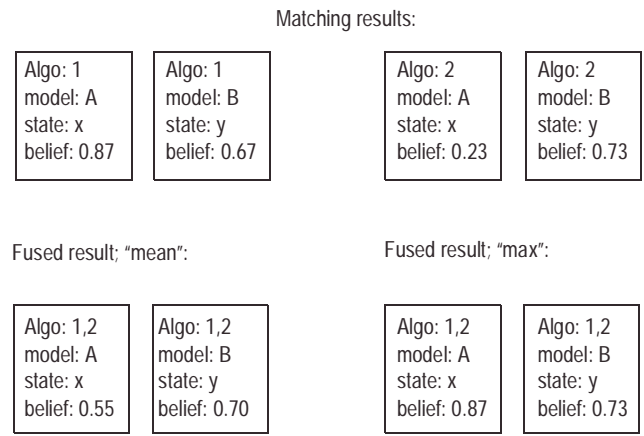 Matching results:
Algo: 1
model: A
state: x
belief: 0.87
Algo: 1
model: B
state: y
belief: 0.67
Algo: 2
model: A
state: x
belief: 0.23
Algo: 2
model: B
state: y
belief: 0.73
Fused result; “mean”:
Algo: 1,2
model: A
state: x
belief: 0.55
Algo: 1,2
model: B
state: y
belief: 0.70
Fused result; “max”:
Algo: 1,2
model: A
state: x
belief: 0.87
Algo: 1,2
model: B
state: y
belief: 0.73